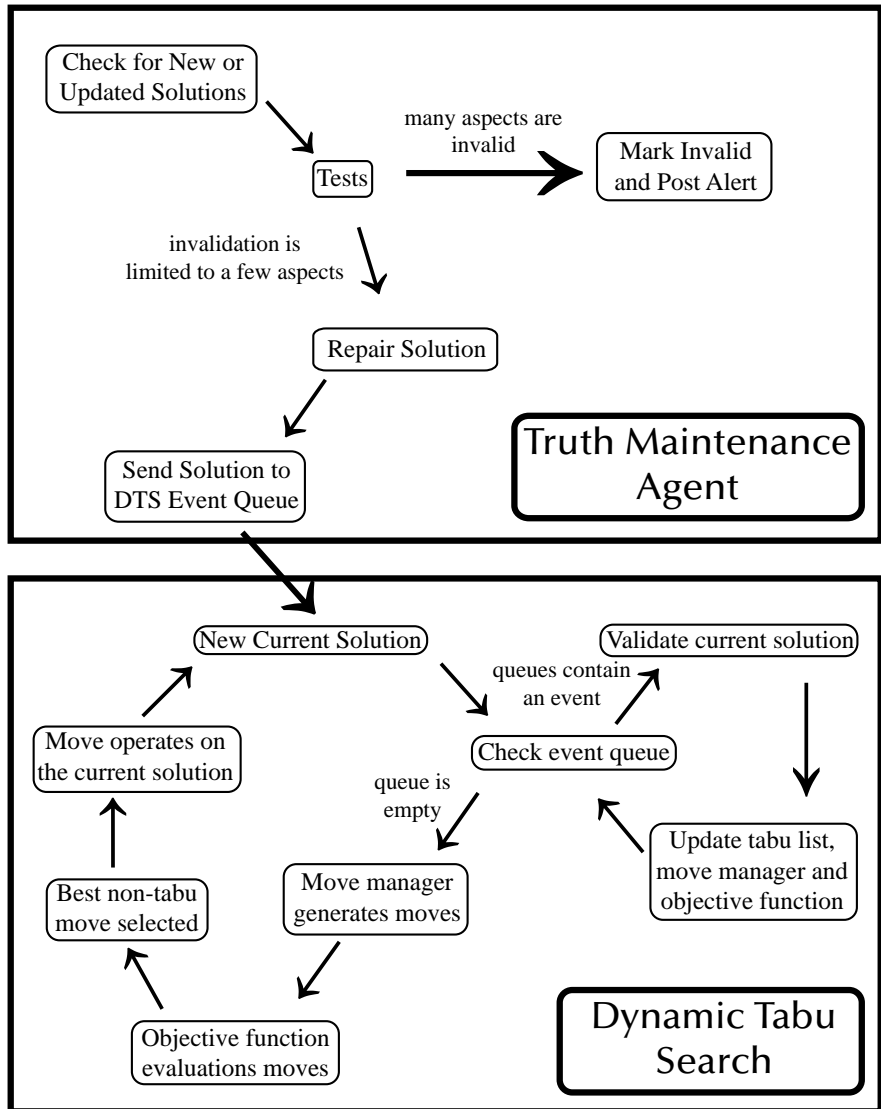 Check for New or
Updated Solutions
many aspects are
invalid
Tests
Mark Invalid
and Post Alert
invalidation is
limited to a few aspects
Repair Solution
Send Solution to
DTS Event Queue
Truth Maintenance
Agent
New Current Solution
Validate current solution
queues contain
an event
Move operates on
the current solution
Check event queue
queue is
empty
Update tabu list,
move manager and
objective function
Best non-tabu
move selected
Move manager
generates moves
Objective function
evaluations moves
Dynamic Tabu
Search